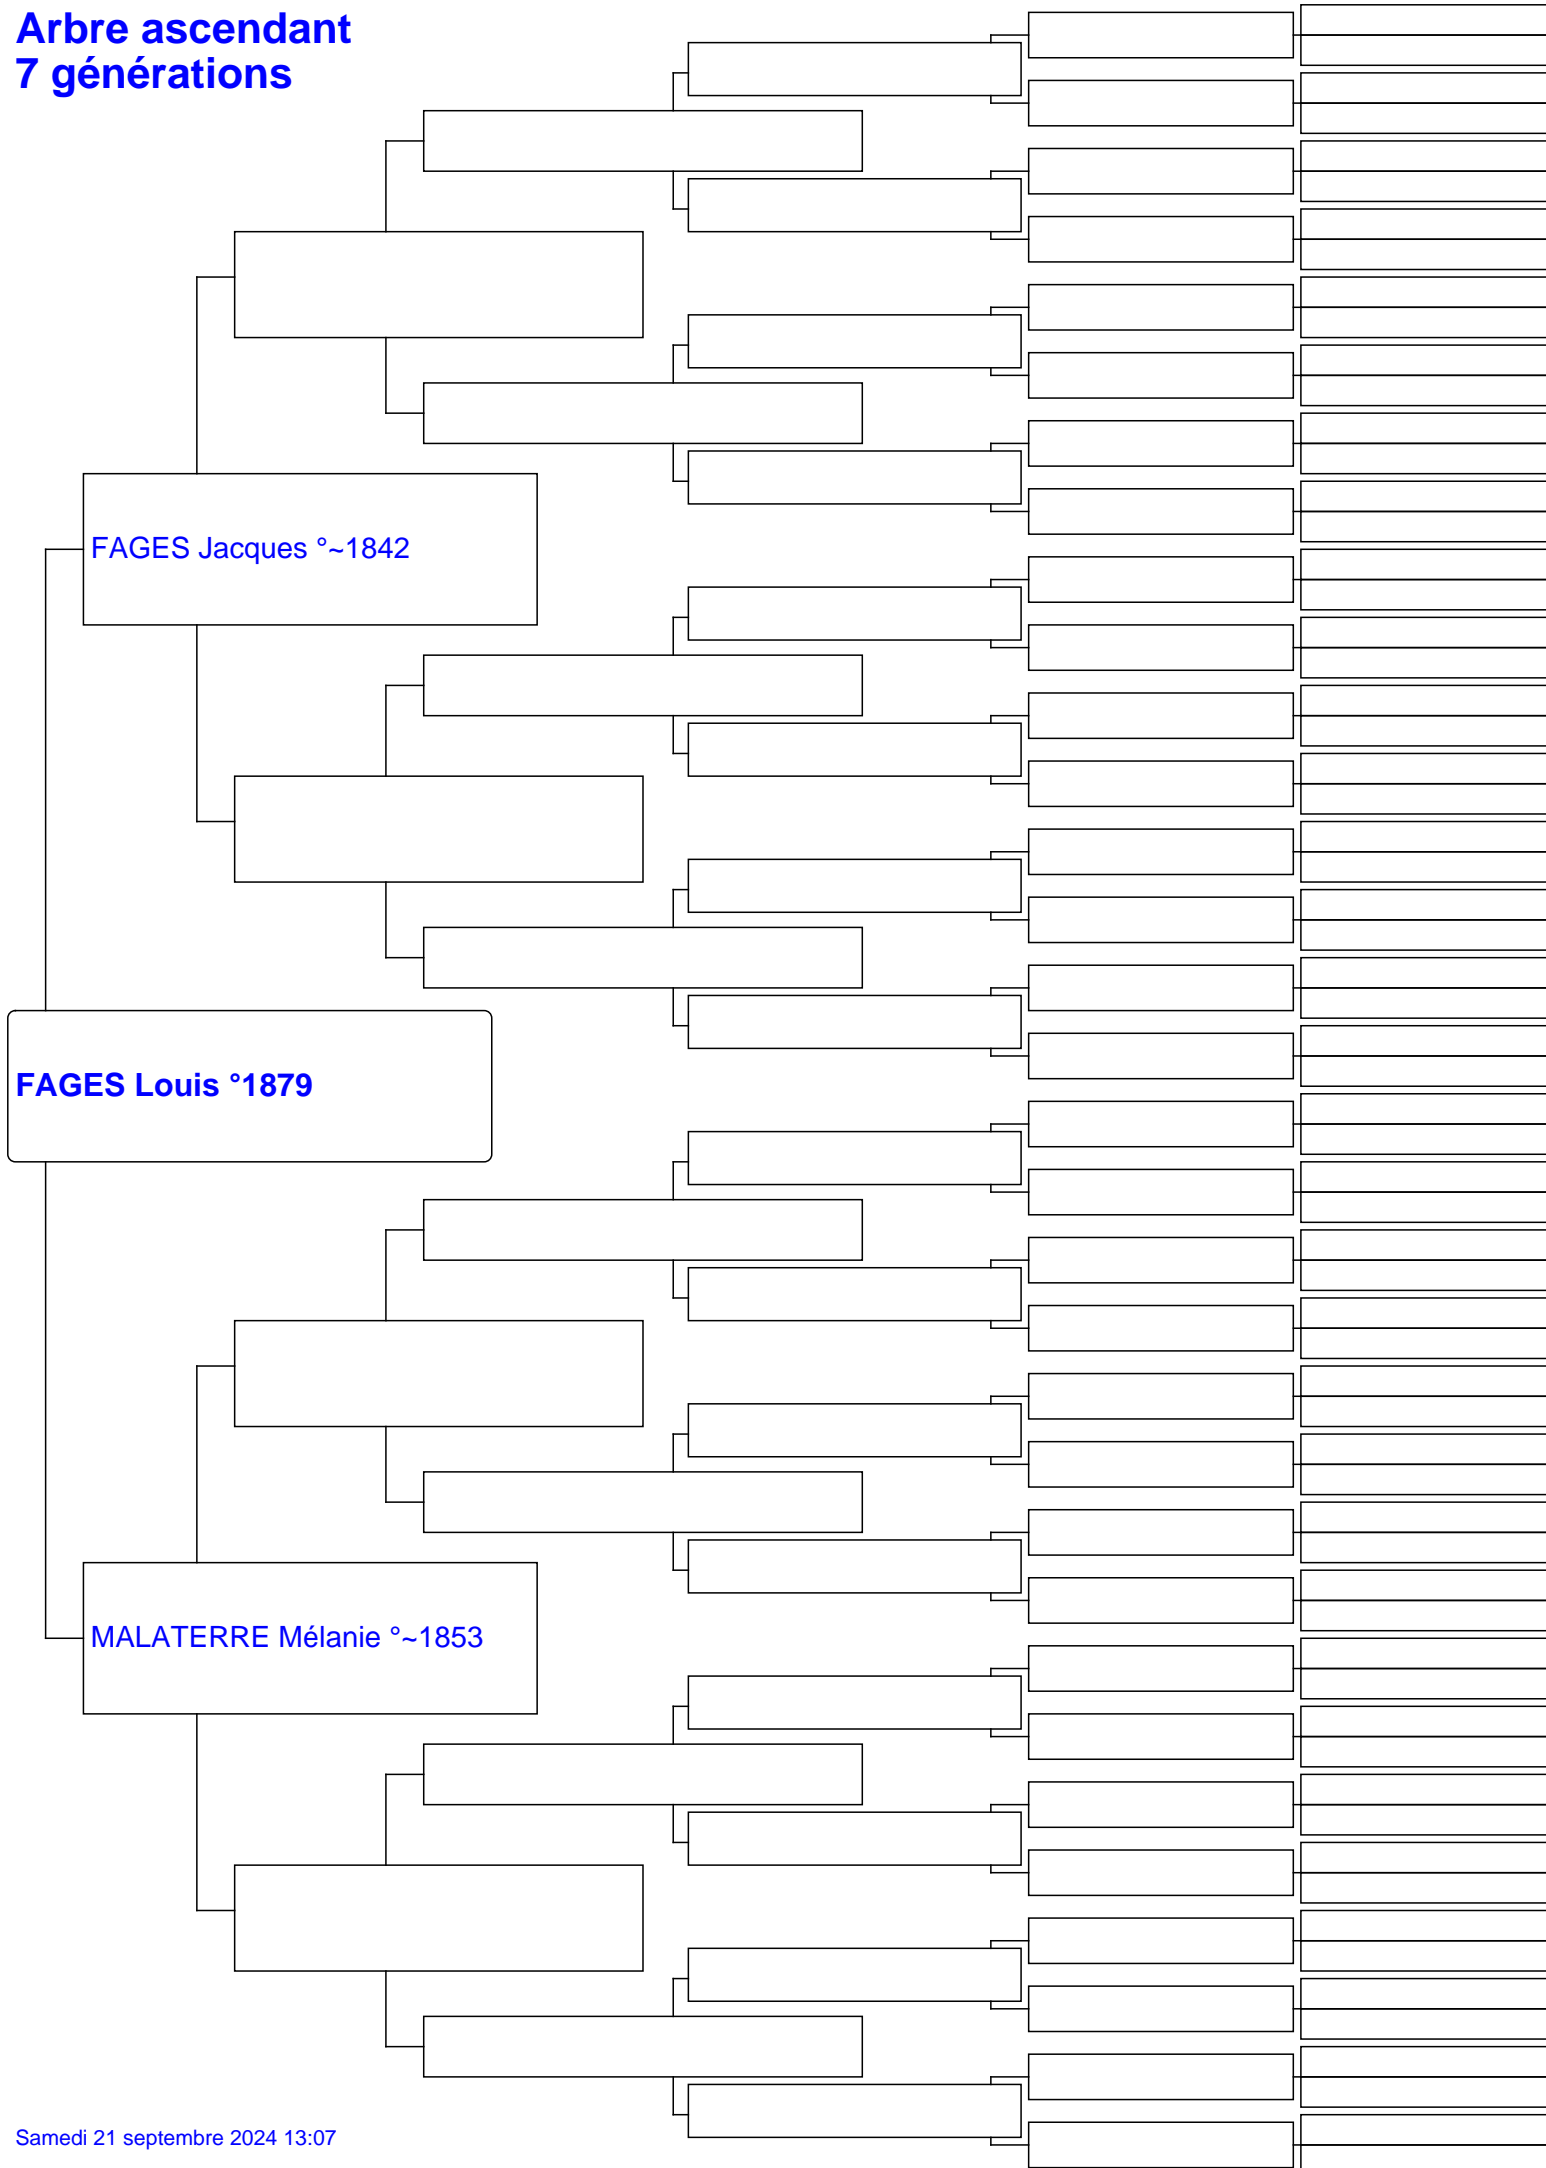 Arbre ascendant
7 générations
FAGES Jacques °~1842
FAGES Louis °1879
MALATERRE Mélanie °~1853
Samedi 21 septembre 2024 13:07